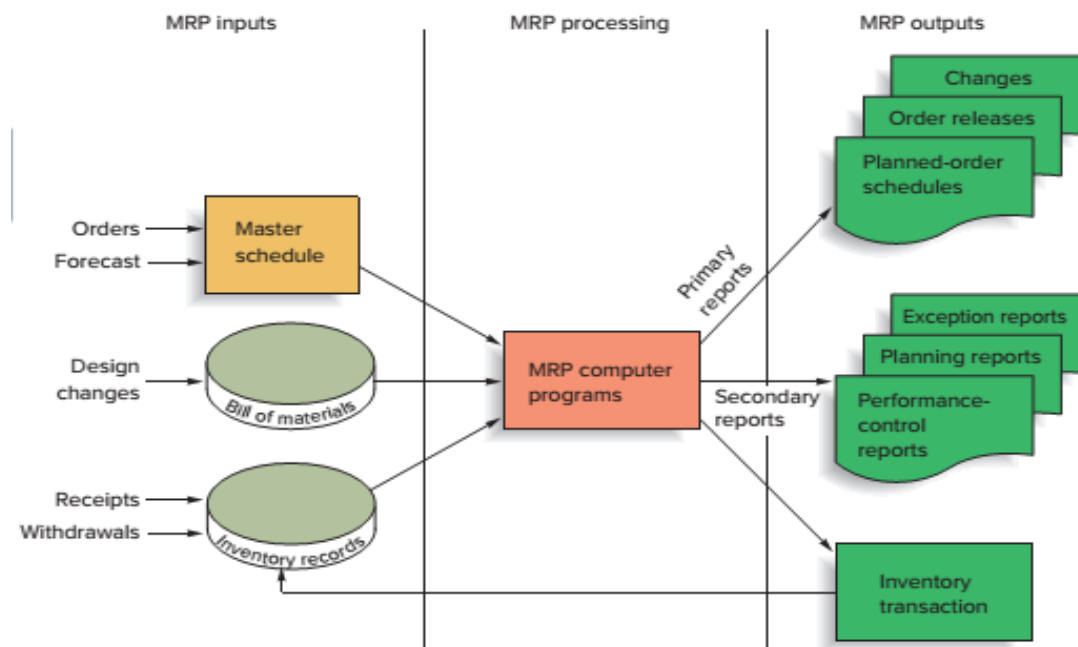 MRP inputs
MRP processing
MRP outputs
Orders
Forecast
Master
schedule
Design
changes
Bill of materials
Receipts
Withdrawals
Inventory records
MRP computer
programs
Primary
reports
Secondary
reports
Changes
Order releases
Planned-order
schedules
Exception reports
Planning reports
Performance-
control
reports
Inventory
transaction